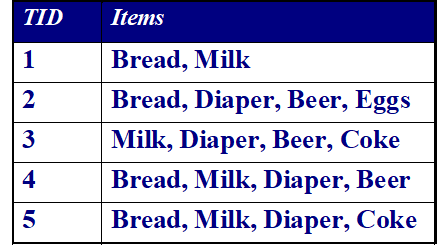 TID Items
1 Bread, Milk
2 Bread, Diaper, Beer, Eggs
3 Milk, Diaper, Beer, Coke
4 Bread, Milk, Diaper, Beer
5 Bread, Milk, Diaper, Coke